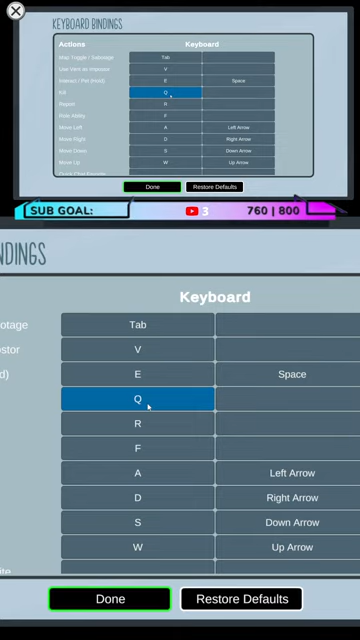 KEYBOARD BINDINGS
Actions Keyboard
Map Toggle / Sabotage Tab
Use Vent as Impostor V
Interact / Pet (Hold) E Space
Kill Q
Report R
Role Ability F
Move Left A Left Arrow
Move Right D Right Arrow
Move Down S Down Arrow
Move Up W Up Arrow
Done Restore Defaults
SUB GOAL: 3 760 | 800
NDINGS
Keyboard
otage Tab
ostor V
d) E Space
Q
R
F
A Left Arrow
D Right Arrow
S Down Arrow
W Up Arrow
Done Restore Defaults